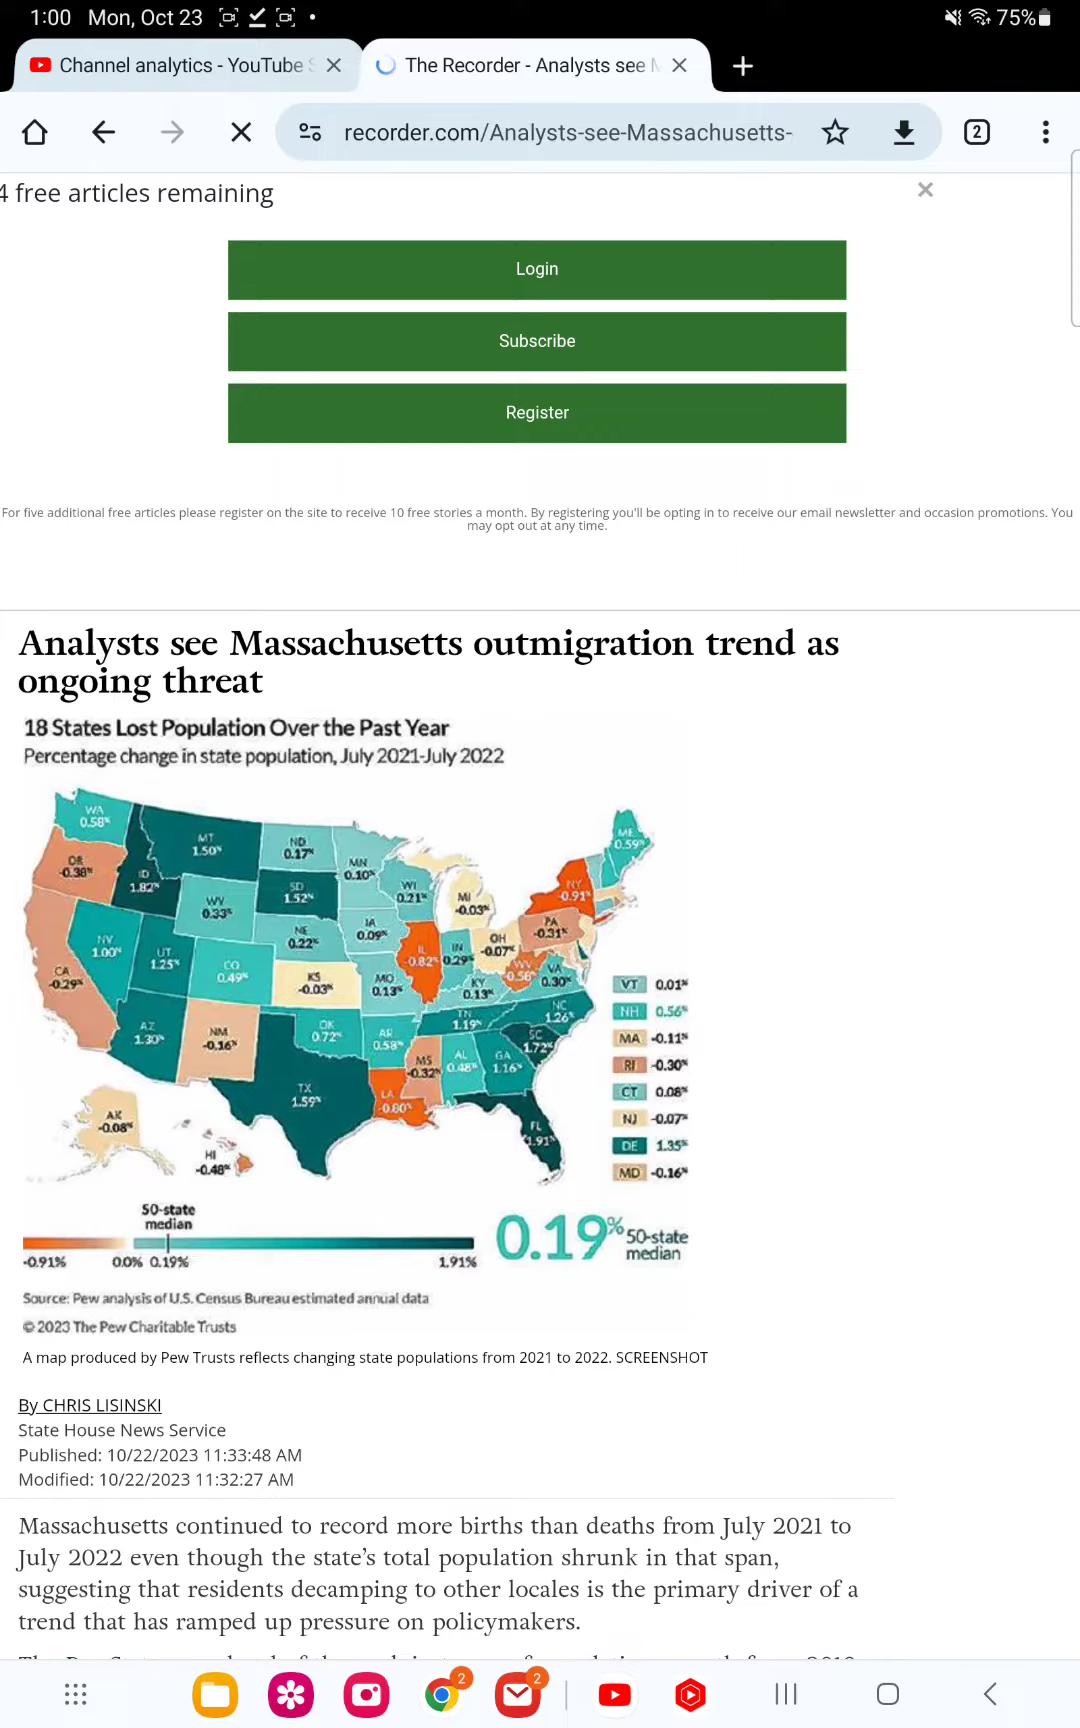 1:00 Mon, Oct 23
75%
Channel analytics - YouTube S
The Recorder - Analysts see M
recorder.com/Analysts-see-Massachusetts-
2
4 free articles remaining
Login
Subscribe
Register
For five additional free articles please register on the site to receive 10 free stories a month. By registering you'll be opting in to receive our email newsletter and occasion promotions. You
may opt out at any time.
Analysts see Massachusetts outmigration trend as
ongoing threat
18 States Lost Population Over the Past Year
Percentage change in state population, July 2021-July 2022
WA
0.58%
OR
-0.38%
ID
1.82%
MT
1.50%
ND
0.17%
SD
1.52%
MN
0.10%
WI
0.21%
MI
-0.03%
NY
-0.91%
ME
0.59%
WY
0.33%
NE
0.22%
IA
0.09%
IL
-0.82%
IN
0.29%
OH
-0.07%
PA
-0.31%
NV
1.00%
UT
1.25%
CO
0.49%
KS
-0.03%
MO
0.13%
KY
0.13%
WV
-0.58%
VA
0.30%
CA
-0.29%
AZ
1.30%
NM
-0.16%
OK
0.72%
AR
0.58%
TN
1.19%
NC
1.26%
SC
1.72%
MS
-0.32%
AL
0.48%
GA
1.16%
TX
1.59%
LA
-0.80%
FL
1.91%
AK
-0.08%
HI
-0.48%
VT 0.01%
NH 0.56%
MA -0.11%
RI -0.30%
CT 0.08%
NJ -0.07%
DE 1.35%
MD -0.16%
50-state
median
-0.91% 0.0% 0.19% 1.91%
0.19% 50-state
median
Source: Pew analysis of U.S. Census Bureau estimated annual data
© 2023 The Pew Charitable Trusts
A map produced by Pew Trusts reflects changing state populations from 2021 to 2022. SCREENSHOT
By CHRIS LISINSKI
State House News Service
Published: 10/22/2023 11:33:48 AM
Modified: 10/22/2023 11:32:27 AM
Massachusetts continued to record more births than deaths from July 2021 to
July 2022 even though the state's total population shrunk in that span,
suggesting that residents decamping to other locales is the primary driver of a
trend that has ramped up pressure on policymakers.
2
2